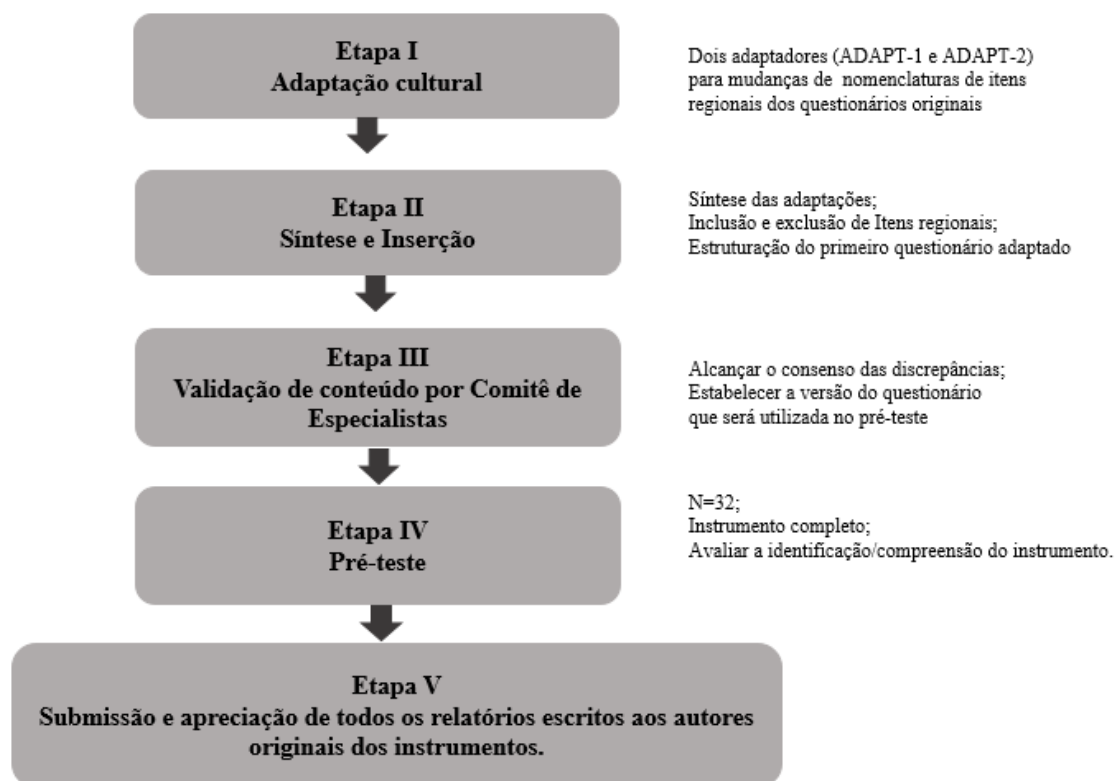 Etapa I
Adaptação cultural
Dois adaptadores (ADAPT-1 e ADAPT-2)
para mudanças de nomenclaturas de itens
regionais dos questionários originais
Etapa II
Síntese e Inserção
Síntese das adaptações;
Inclusão e exclusão de Itens regionais;
Estruturação do primeiro questionário adaptado
Etapa III
Validação de conteúdo por Comitê de
Especialistas
Alcançar o consenso das discrepâncias;
Estabelecer a versão do questionário
que será utilizada no pré-teste
Etapa IV
Pré-teste
N=32;
Instrumento completo;
Avaliar a identificação/compreensão do instrumento.
Etapa V
Submissão e apreciação de todos os relatórios escritos aos autores
originais dos instrumentos.